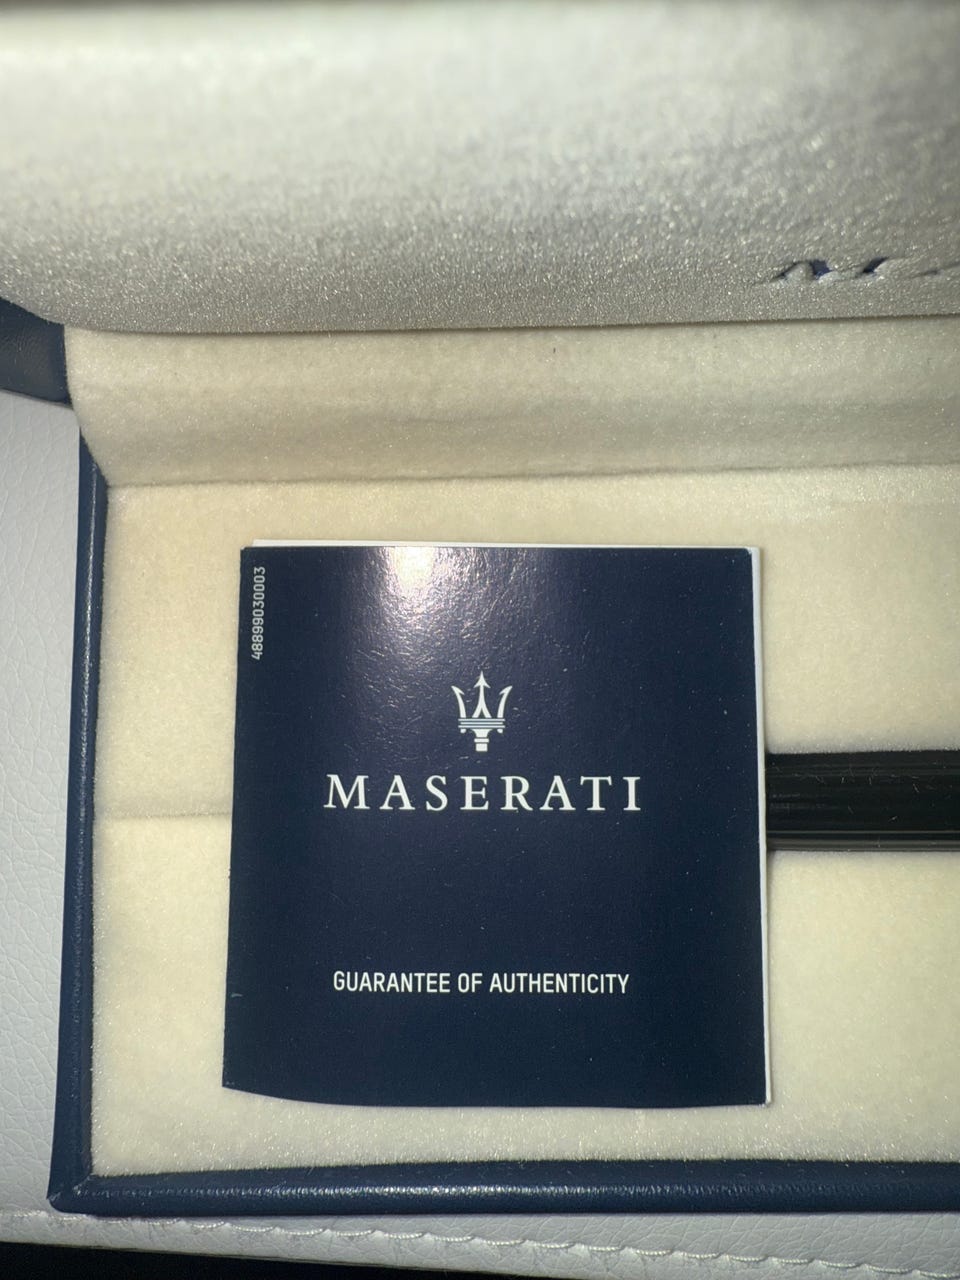 48899030003
MASERATI
GUARANTEE OF AUTHENTICITY